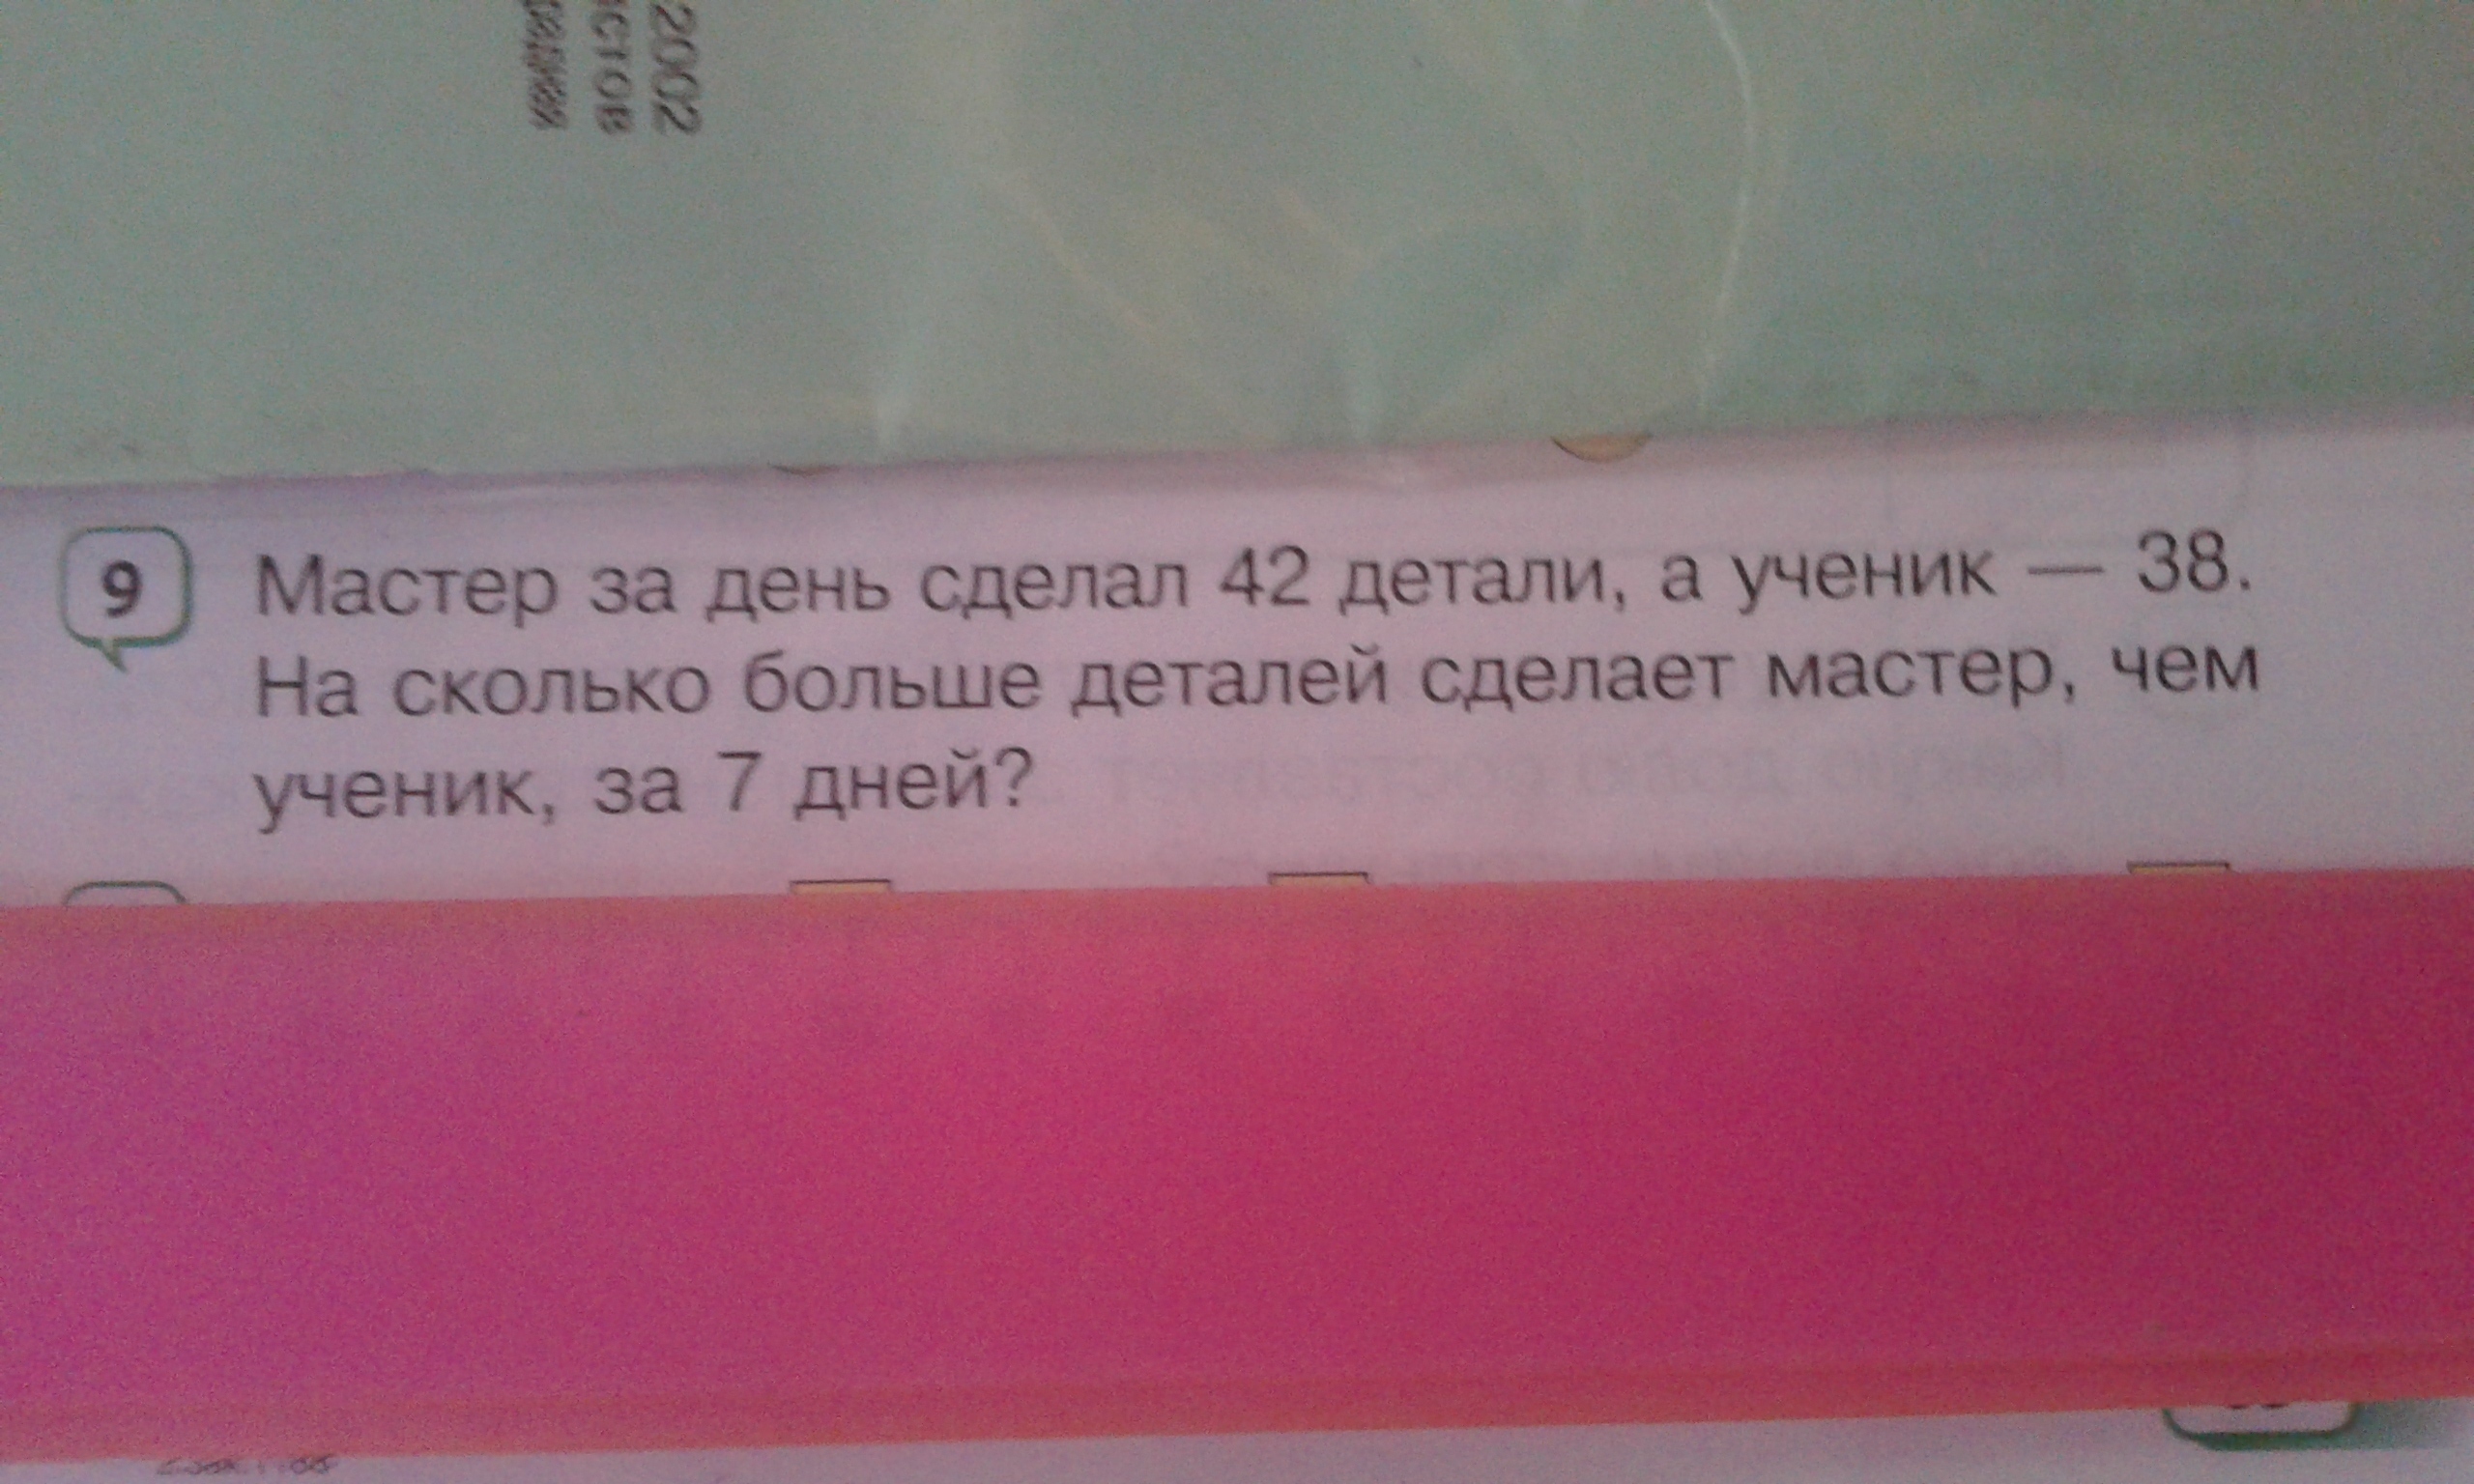 2002
9 Мастер за день сделал 42 детали, а ученик — 38.
На сколько больше деталей сделает мастер, чем
ученик, за 7 дней?